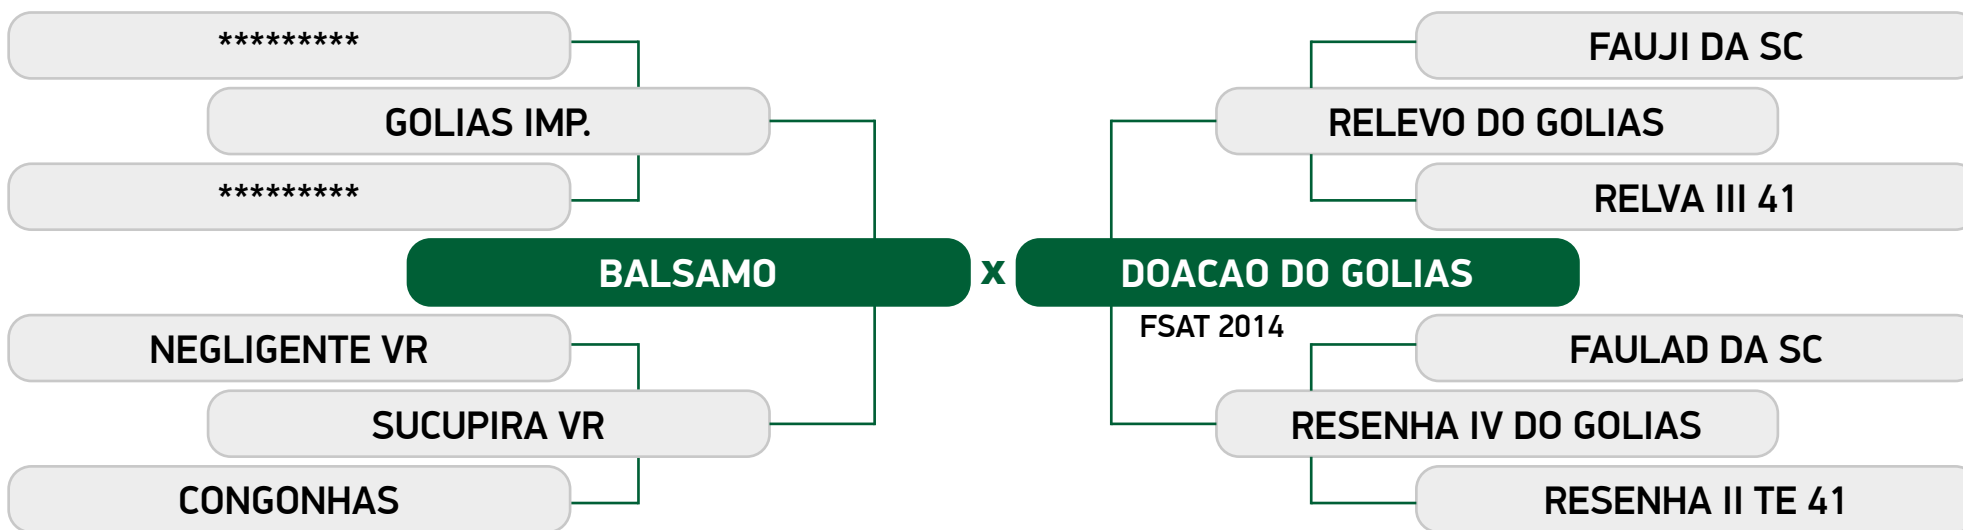 *********
GOLIAS IMP.
*********
BALSAMO
NEGLIGENTE VR
SUCUPIRA VR
CONGONHAS
x
FAUJI DA SC
RELEVO DO GOLIAS
RELVA III 41
DOACAO DO GOLIAS
FSAT 2014
FAULAD DA SC
RESENHA IV DO GOLIAS
RESENHA II TE 41